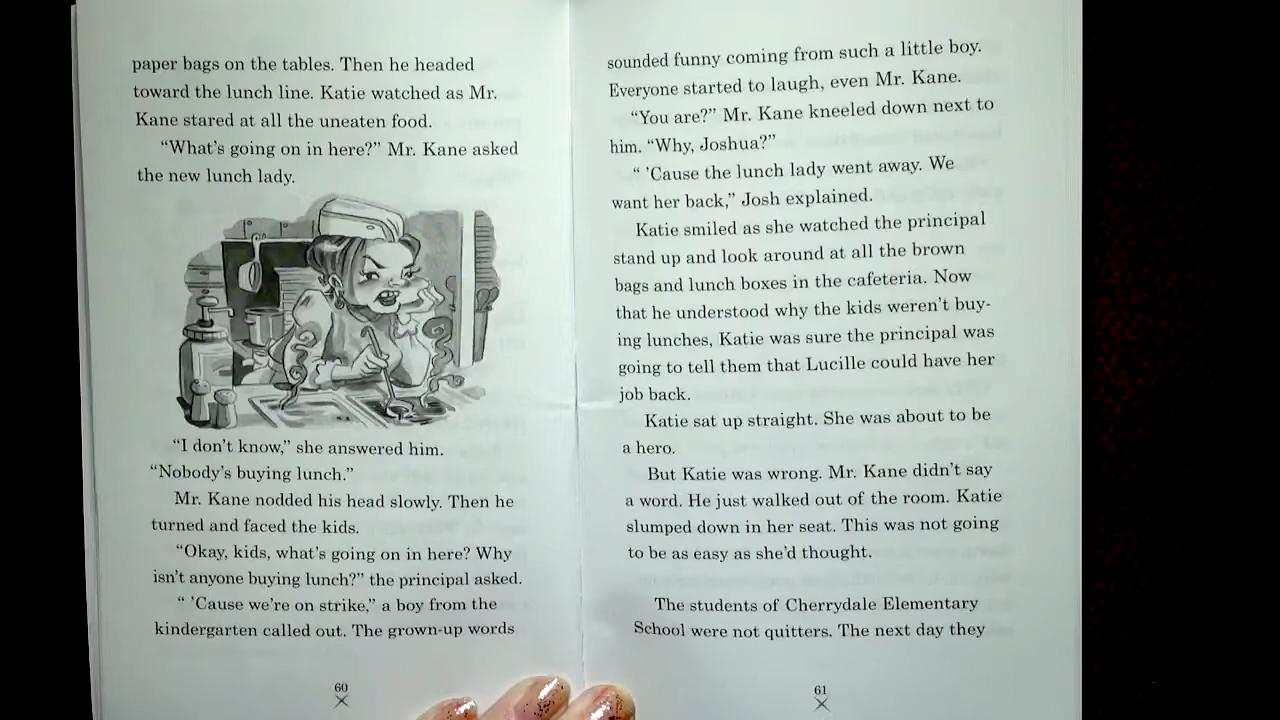 paper bags on the tables. Then he headed
toward the lunch line. Katie watched as Mr.
Kane stared at all the uneaten food.
“What’s going on in here?” Mr. Kane asked
the new lunch lady.
“I don’t know,” she answered him.
“Nobody’s buying lunch.”
Mr. Kane nodded his head slowly. Then he
turned and faced the kids.
“Okay, kids, what’s going on in here? Why
isn’t anyone buying lunch?” the principal asked.
“ ’Cause we’re on strike,” a boy from the
kindergarten called out. The grown-up words
60
sounded funny coming from such a little boy.
Everyone started to laugh, even Mr. Kane.
“You are?” Mr. Kane kneeled down next to
him. “Why, Joshua?”
“ ’Cause the lunch lady went away. We
want her back,” Josh explained.
Katie smiled as she watched the principal
stand up and look around at all the brown
bags and lunch boxes in the cafeteria. Now
that he understood why the kids weren’t buy-
ing lunches, Katie was sure the principal was
going to tell them that Lucille could have her
job back.
Katie sat up straight. She was about to be
a hero.
But Katie was wrong. Mr. Kane didn’t say
a word. He just walked out of the room. Katie
slumped down in her seat. This was not going
to be as easy as she’d thought.
The students of Cherrydale Elementary
School were not quitters. The next day they
61